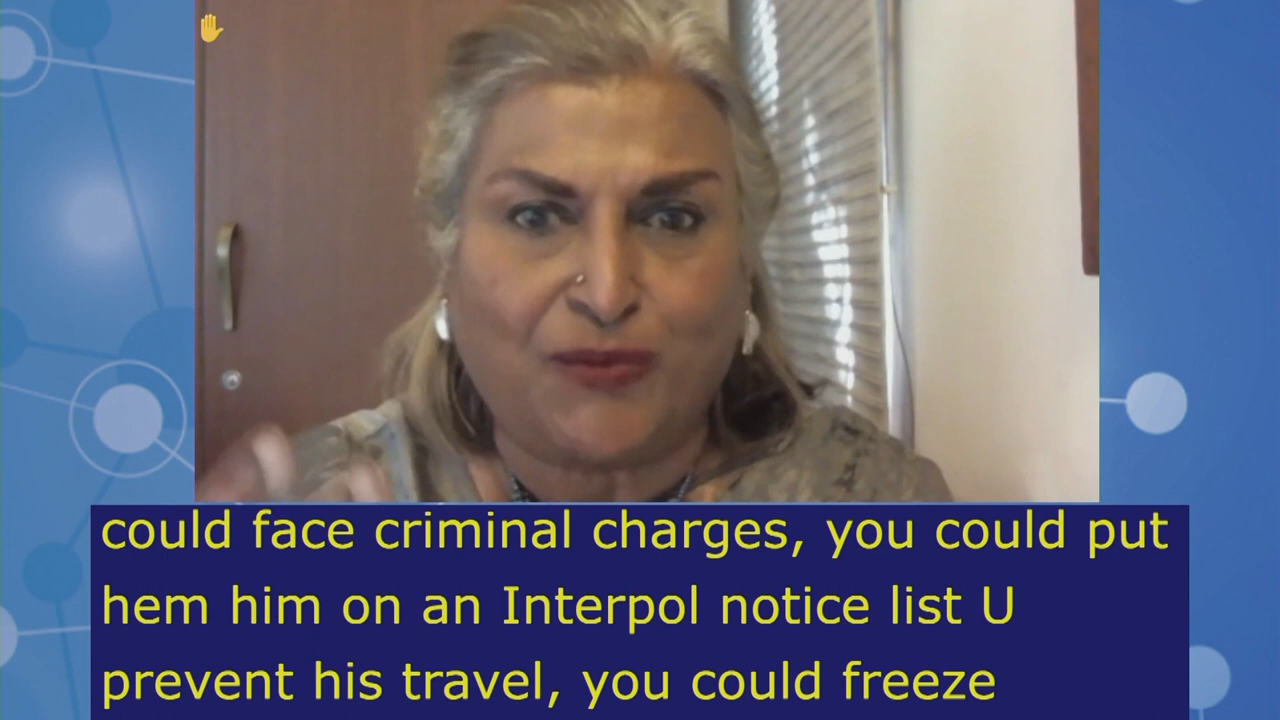 could face criminal charges, you could put
hem him on an Interpol notice list U
prevent his travel, you could freeze